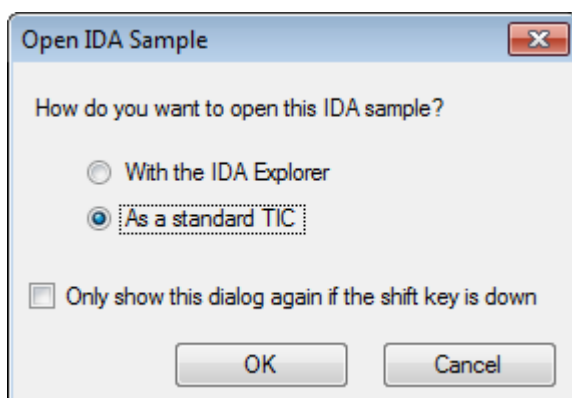 Open IDA Sample
How do you want to open this IDA sample?
With the IDA Explorer
As a standard TIC
Only show this dialog again if the shift key is down
OK Cancel